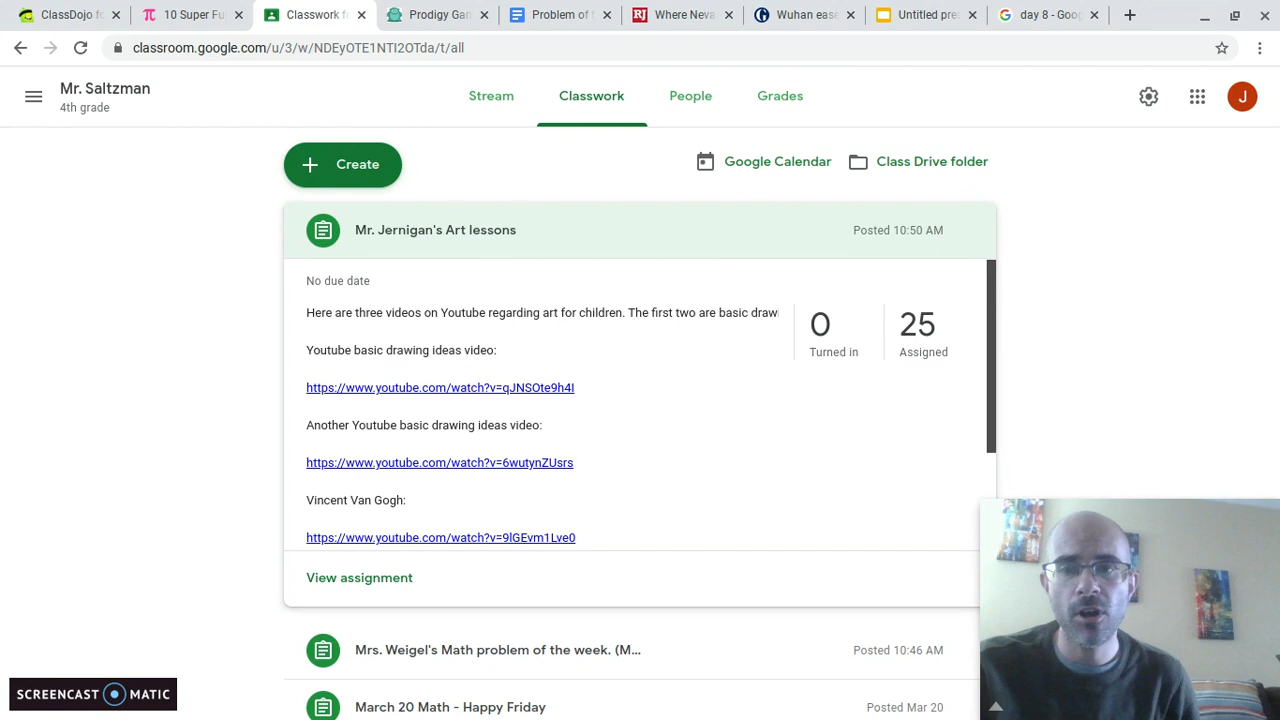 ClassDojo fo
10 Super Fu
Classwork f
Prodigy Gam
Problem of t
Where Neva
Wuhan ease
Untitled pres
day 8 - Goog
classroom.google.com/u/3/w/NDEyOTE1NTI2OTda/t/all
Mr. Saltzman
4th grade
Stream
Classwork
People
Grades
J
Create
Google Calendar
Class Drive folder
Mr. Jernigan's Art lessons
Posted 10:50 AM
No due date
Here are three videos on Youtube regarding art for children. The first two are basic draw
0
Turned in
25
Assigned
Youtube basic drawing ideas video:
https://www.youtube.com/watch?v=qJNSOte9h4I
Another Youtube basic drawing ideas video:
https://www.youtube.com/watch?v=6wutynZUsrs
Vincent Van Gogh:
https://www.youtube.com/watch?v=9lGEvm1Lve0
View assignment
Mrs. Weigel's Math problem of the week. (M...
Posted 10:46 AM
March 20 Math - Happy Friday
Posted Mar 20
SCREENCAST MATIC